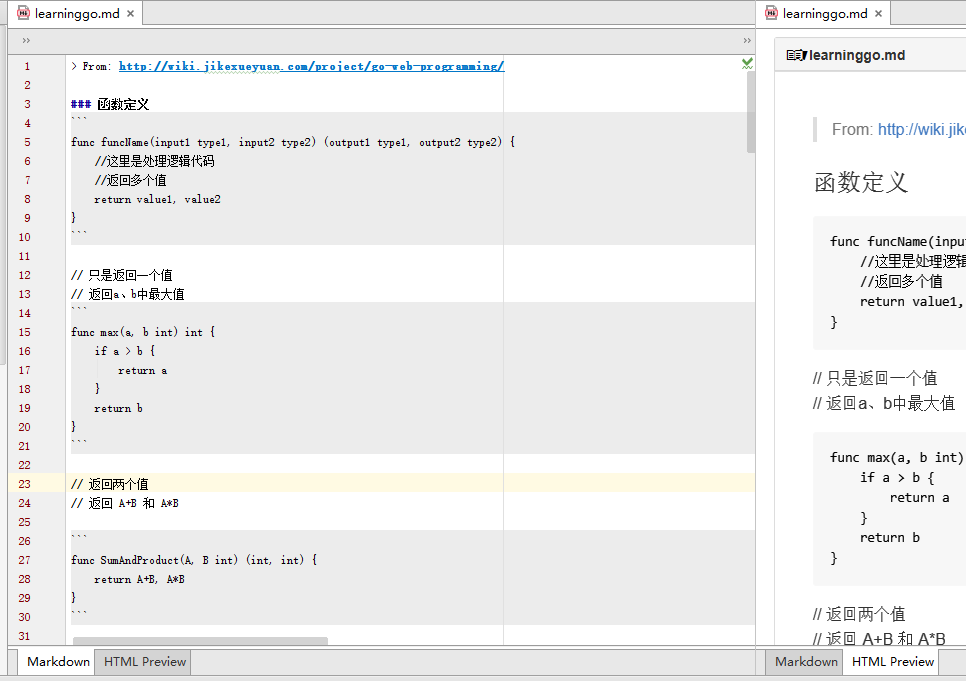 learninggo.md ×
>>
>>
1 > From: http://wiki.jikexueyuan.com/project/go-web-programming/
2
3 ### 函数定义
4 ```
5 func funcName(input1 type1, input2 type2) (output1 type1, output2 type2) {
6 //这里是处理逻辑代码
7 //返回多个值
8 return value1, value2
9 }
10 ```
11
12 // 只是返回一个值
13 // 返回a、b中最大值
14 ```
15 func max(a, b int) int {
16 if a > b {
17 return a
18 }
19 return b
20 }
21 ```
22
23 // 返回两个值
24 // 返回 A+B 和 A*B
25
26 ```
27 func SumAndProduct(A, B int) (int, int) {
28 return A+B, A*B
29 }
30 ```
31
Markdown HTML Preview
learninggo.md ×
learninggo.md
From: http://wiki.jik
函数定义
func funcName(inpu
//这里是处理逻辑
//返回多个值
return value1,
}
// 只是返回一个值
// 返回a、b中最大值
func max(a, b int)
if a > b {
return a
}
return b
}
// 返回两个值
// 返回 A+B 和 A*B
Markdown HTML Preview